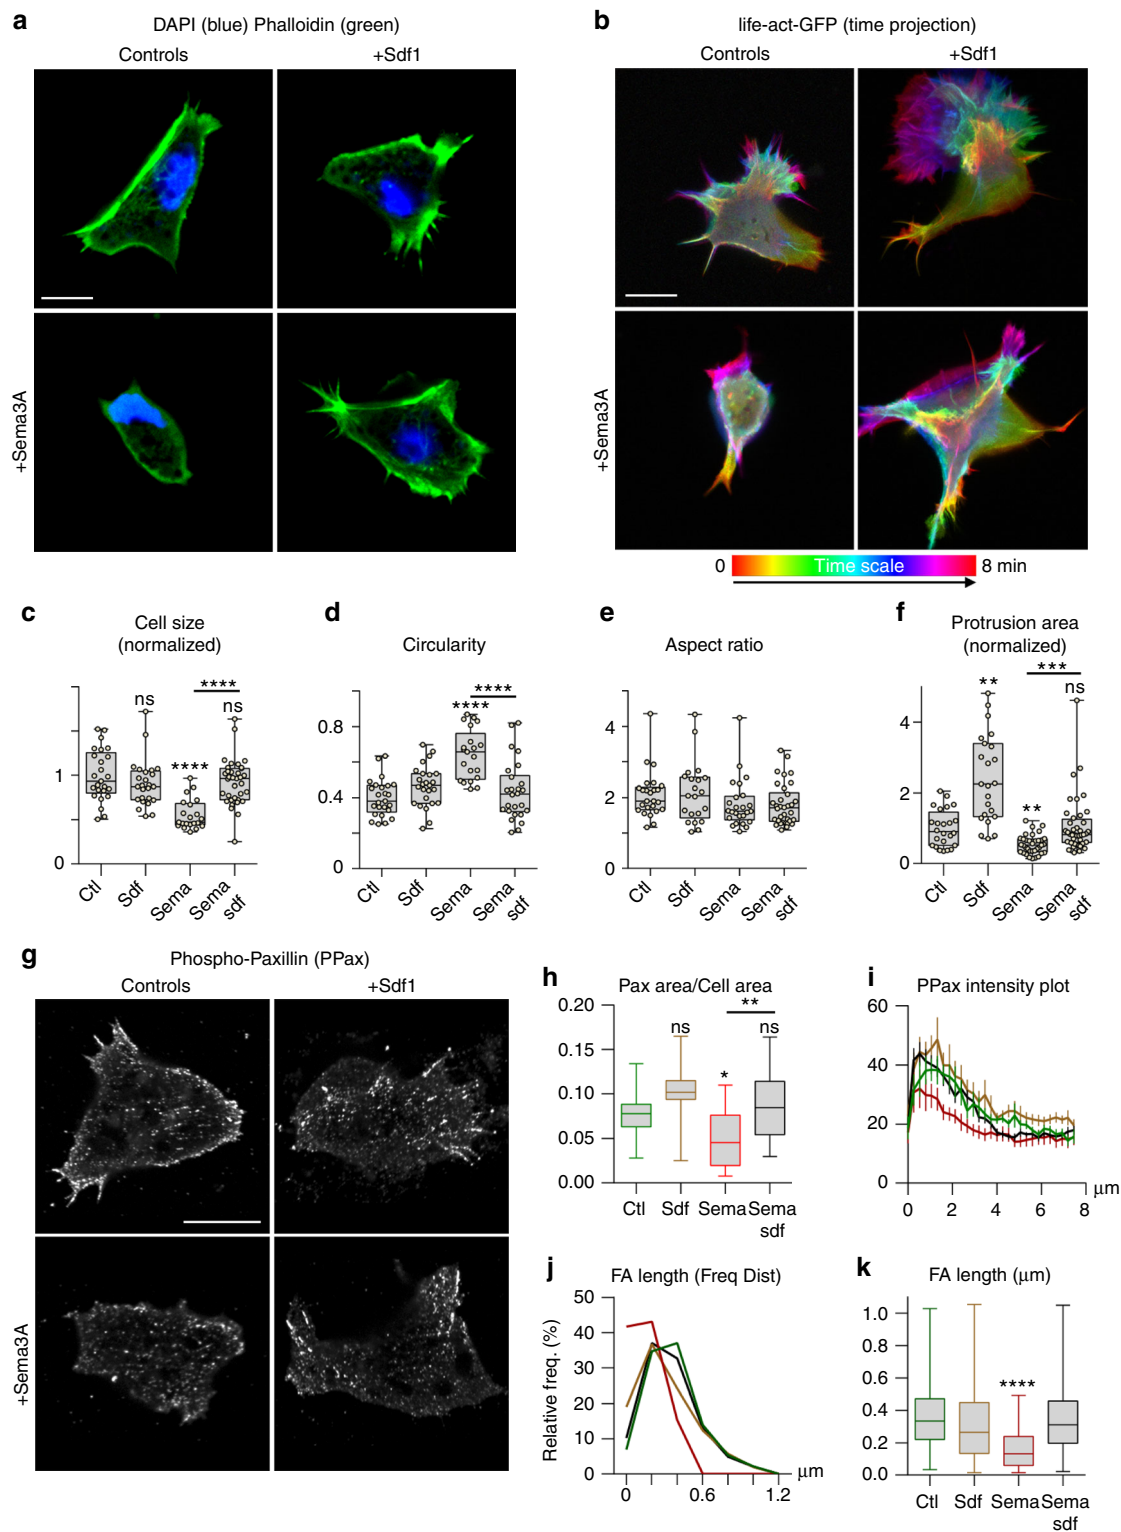 a
DAPI (blue) Phalloidin (green)
Controls
+Sdf1
+Sema3A
b
life-act-GFP (time projection)
Controls
+Sdf1
+Sema3A
0
Time scale
8 min
c
Cell size
(normalized)
****
ns
ns
****
1
0
Ctl
Sdf
Sema
Sema
sdf
d
Circularity
****
****
0.8
0.4
0
Ctl
Sdf
Sema
Sema
sdf
e
Aspect ratio
4
2
0
Ctl
Sdf
Sema
Sema
sdf
f
Protrusion area
(normalized)
***
**
ns
**
4
2
0
Ctl
Sdf
Sema
Sema
sdf
g
Phospho-Paxillin (PPax)
Controls
+Sdf1
+Sema3A
h
Pax area/Cell area
**
ns
ns
*
0.20
0.15
0.10
0.05
0.00
Ctl
Sdf
Sema
Sema
sdf
i
PPax intensity plot
60
40
20
0
0
2
4
6
8
μm
j
FA length (Freq Dist)
Relative freq. (%)
50
40
30
20
10
0
0
0.6
1.2
μm
k
FA length (μm)
****
1.0
0.8
0.6
0.4
0.2
0.0
Ctl
Sdf
Sema
Sema
sdf